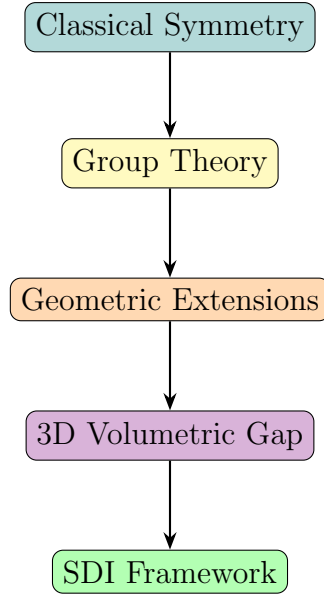 Classical Symmetry
Group Theory
Geometric Extensions
3D Volumetric Gap
SDI Framework